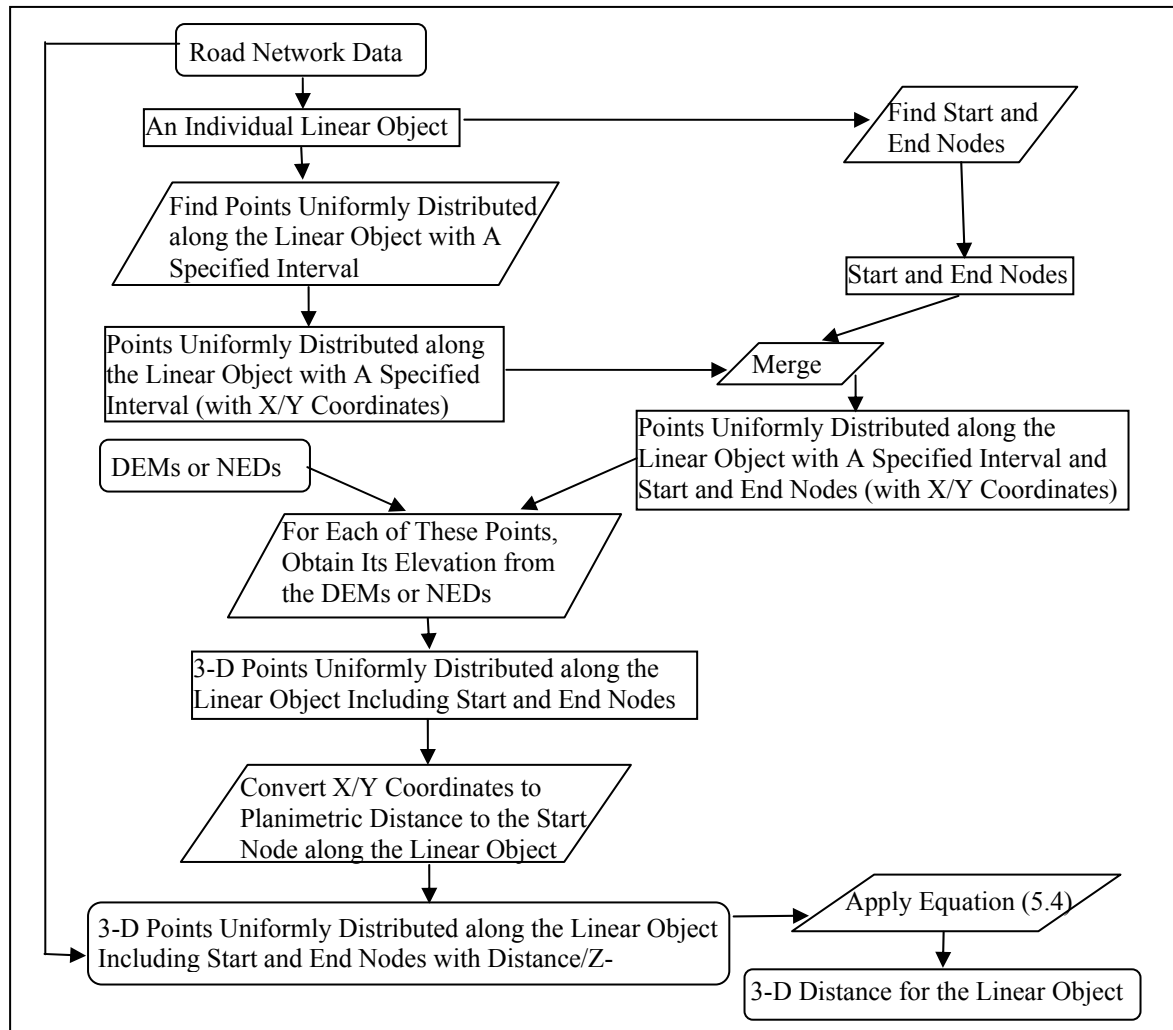 Road Network Data
An Individual Linear Object
Find Start and
End Nodes
Find Points Uniformly Distributed
along the Linear Object with A
Specified Interval
Start and End Nodes
Points Uniformly Distributed along
the Linear Object with A Specified
Interval (with X/Y Coordinates)
Merge
Points Uniformly Distributed along the
Linear Object with A Specified Interval and
Start and End Nodes (with X/Y Coordinates)
DEMs or NEDs
For Each of These Points,
Obtain Its Elevation from
the DEMs or NEDs
3-D Points Uniformly Distributed along the
Linear Object Including Start and End Nodes
Convert X/Y Coordinates to
Planimetric Distance to the Start
Node along the Linear Object
3-D Points Uniformly Distributed along the Linear Object
Including Start and End Nodes with Distance/Z-
Apply Equation (5.4)
3-D Distance for the Linear Object